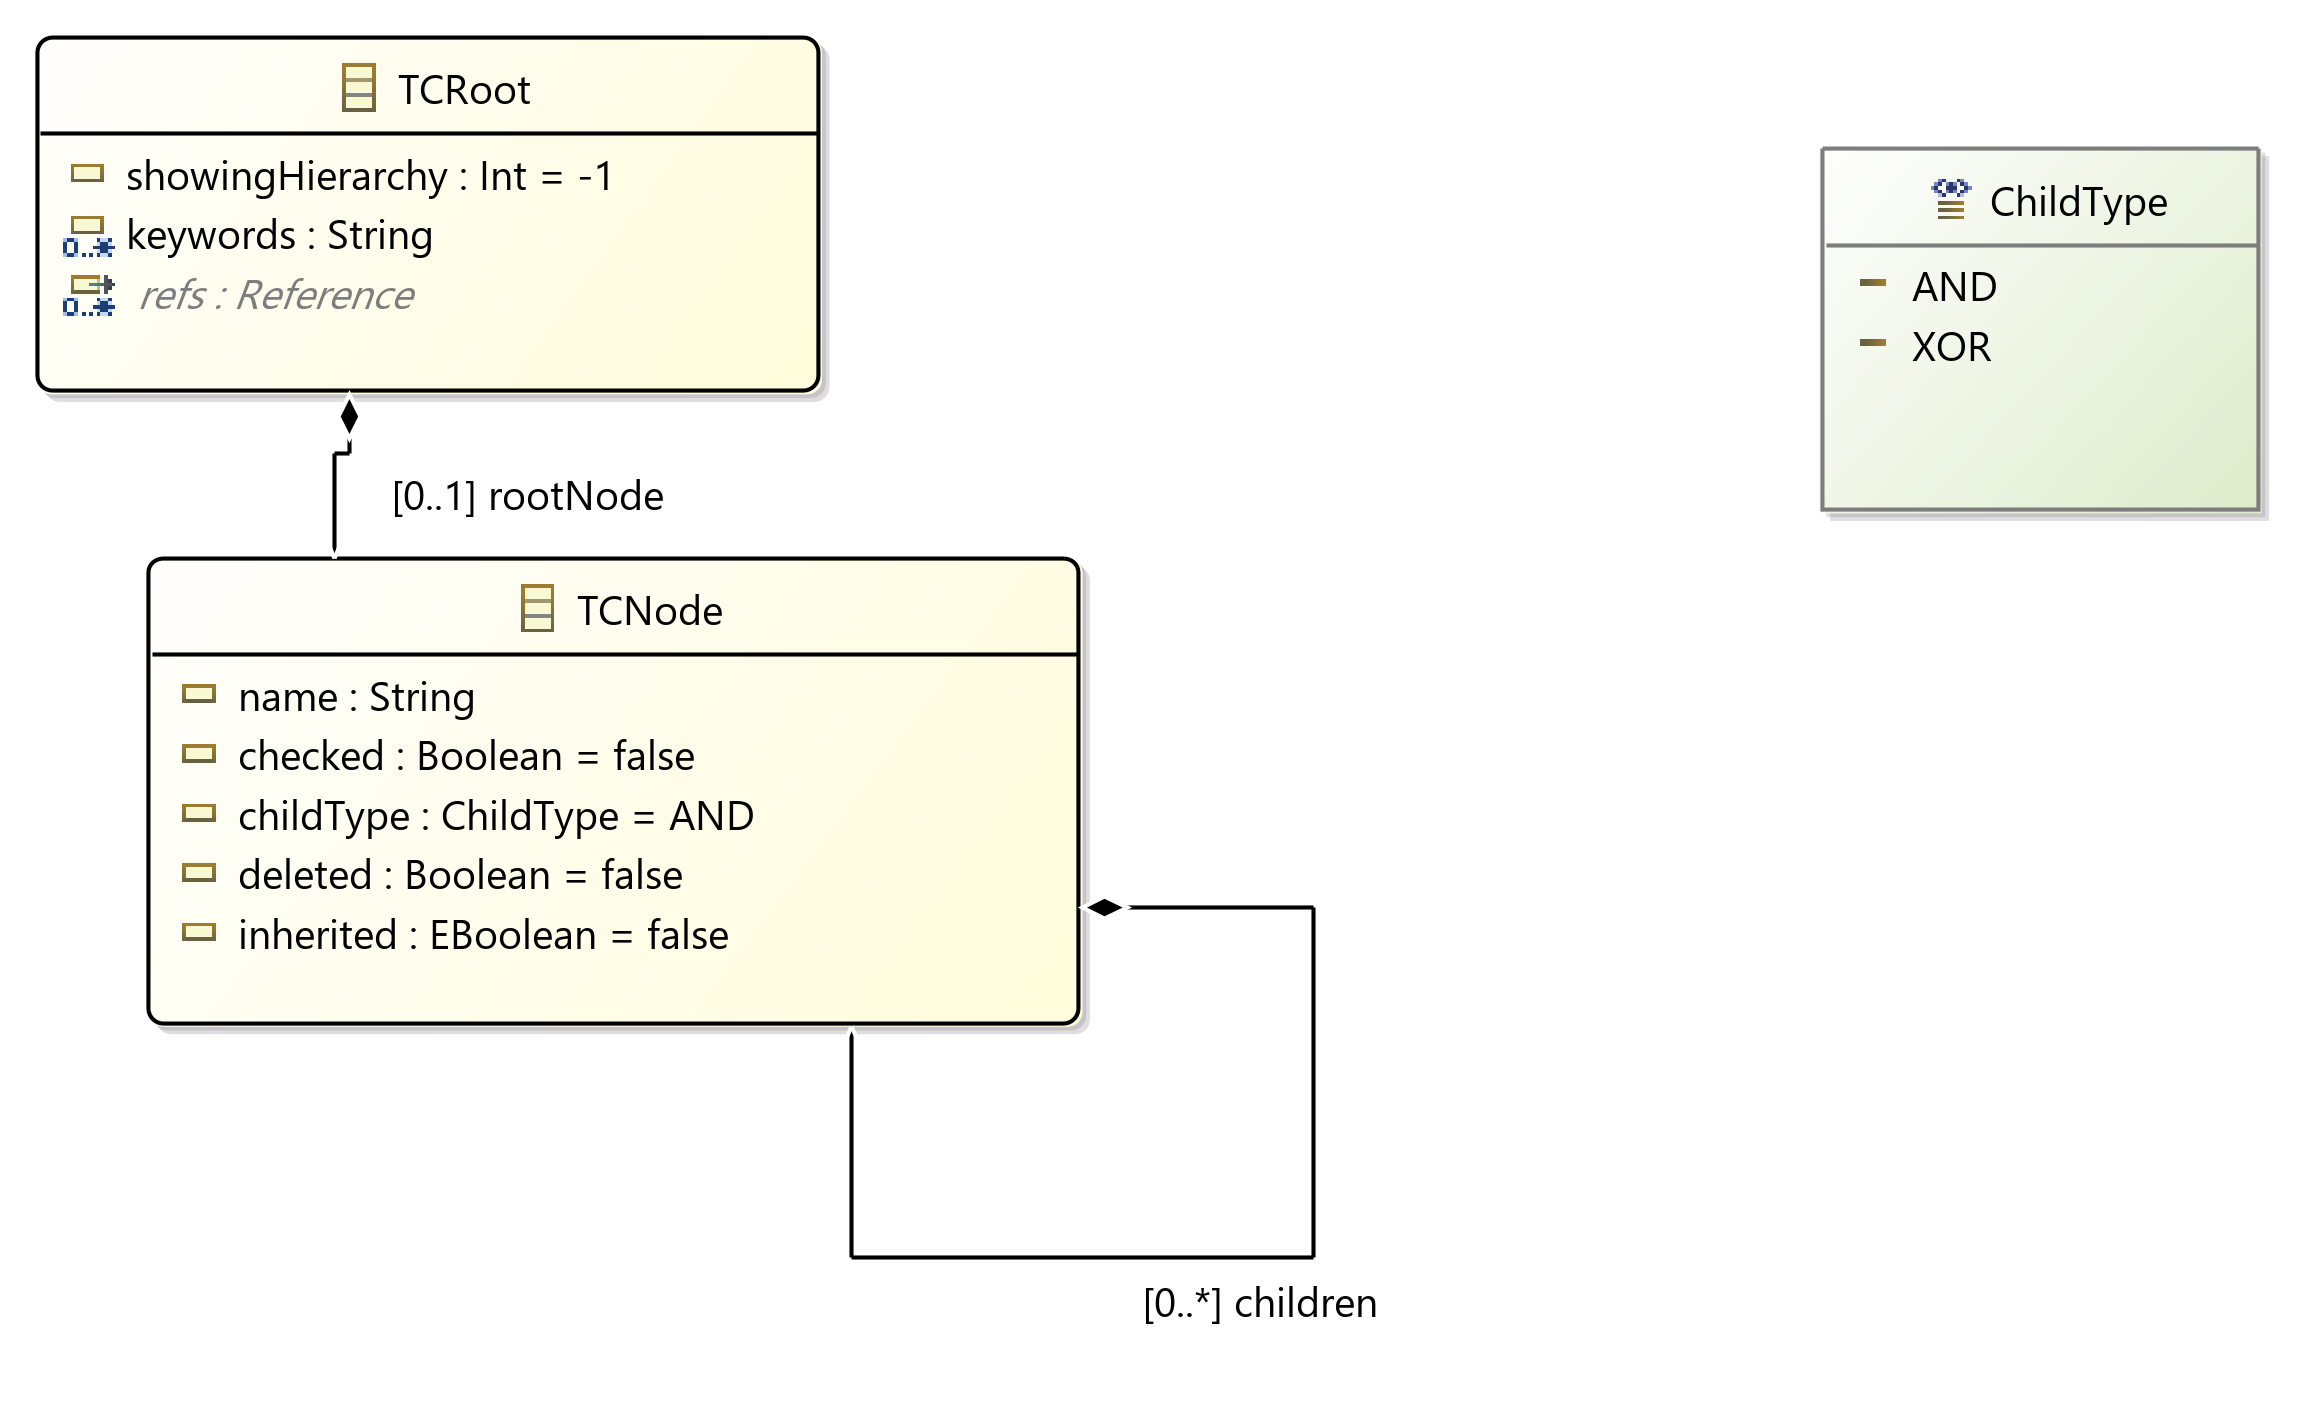 TCRoot
showingHierarchy : Int = -1
0..* keywords : String
0..* refs : Reference
[0..1] rootNode
TCNode
name : String
checked : Boolean = false
childType : ChildType = AND
deleted : Boolean = false
inherited : EBoolean = false
[0..*] children
ChildType
AND
XOR